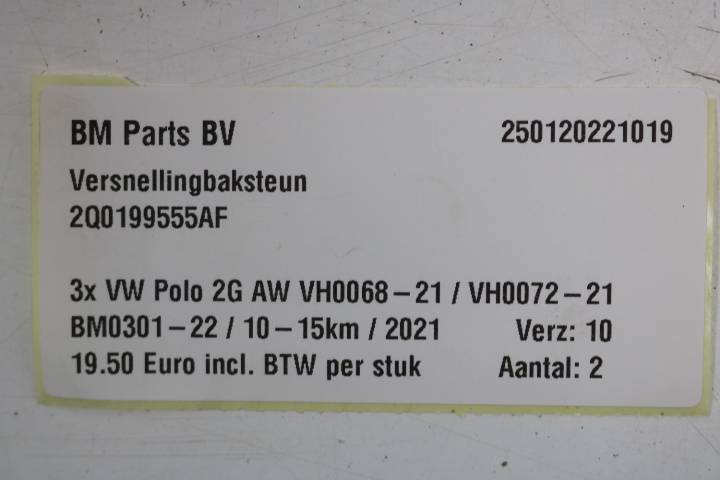 BM Parts BV 250120221019
Versnellingbaksteun
2Q0199555AF
3x VW Polo 2G AW VH0068-21 / VH0072-21
BM0301-22 / 10-15km / 2021 Verz: 10
19.50 Euro incl. BTW per stuk Aantal: 2